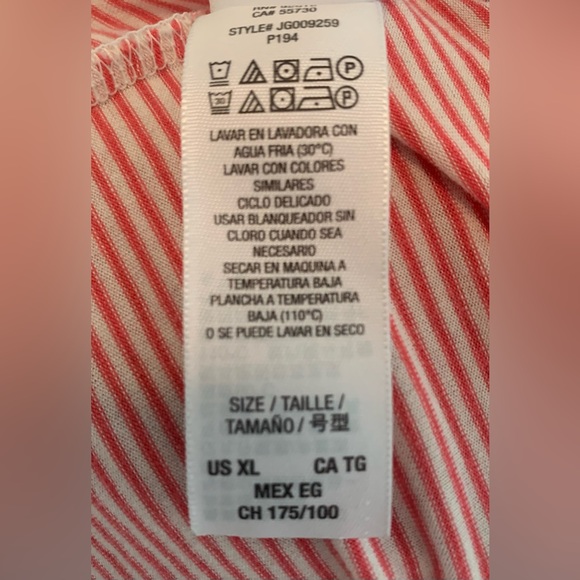 CA# 55730
STYLE# JG009259
P194
P
30 P
LAVAR EN LAVADORA CON
AGUA FRIA (30°C)
LAVAR CON COLORES
SIMILARES
CICLO DELICADO
USAR BLANQUEADOR SIN
CLORO CUANDO SEA
NECESARIO
SECAR EN MAQUINA A
TEMPERATURA BAJA
PLANCHA A TEMPERATURA
BAJA (110°C)
O SE PUEDE LAVAR EN SECO
SIZE / TAILLE /
TAMAÑO / 号型
US XL CA TG
MEX EG
CH 175/100